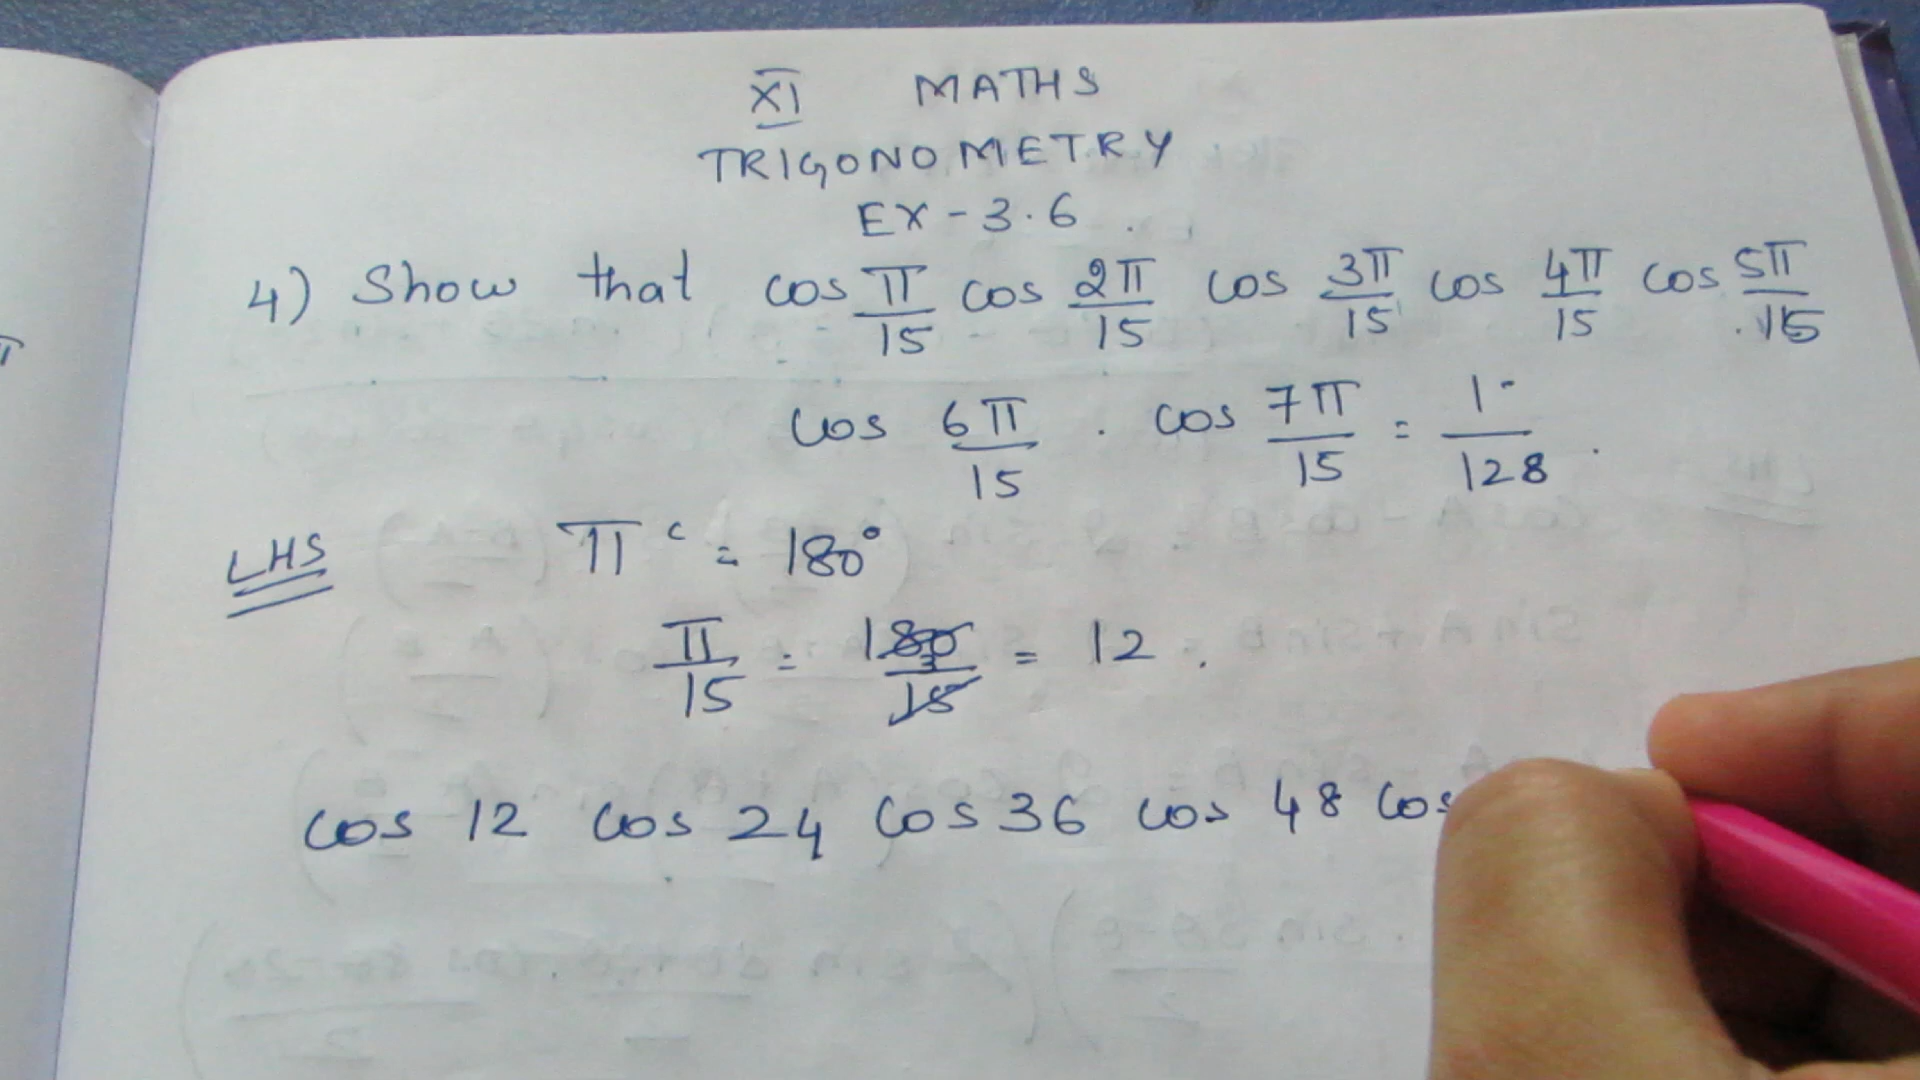 XI MATHS
TRIGONOMETRY
EX - 3.6
4) Show that cos π/15 cos 2π/15 cos 3π/15 cos 4π/15 cos 5π/15
cos 6π/15 . cos 7π/15 = 1/128 .
LHS π^c = 180°
π/15 = 180/15 = 12 .
cos 12 cos 24 cos 36 cos 48 cos